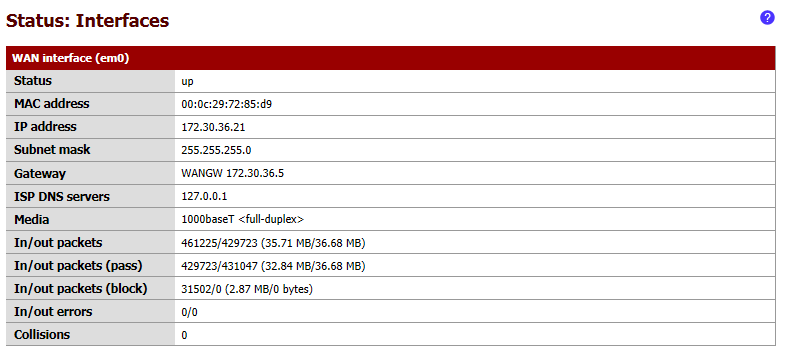 Status: Interfaces
?
WAN interface (em0)
Status up
MAC address 00:0c:29:72:85:d9
IP address 172.30.36.21
Subnet mask 255.255.255.0
Gateway WANGW 172.30.36.5
ISP DNS servers 127.0.0.1
Media 1000baseT <full-duplex>
In/out packets 461225/429723 (35.71 MB/36.68 MB)
In/out packets (pass) 429723/431047 (32.84 MB/36.68 MB)
In/out packets (block) 31502/0 (2.87 MB/0 bytes)
In/out errors 0/0
Collisions 0